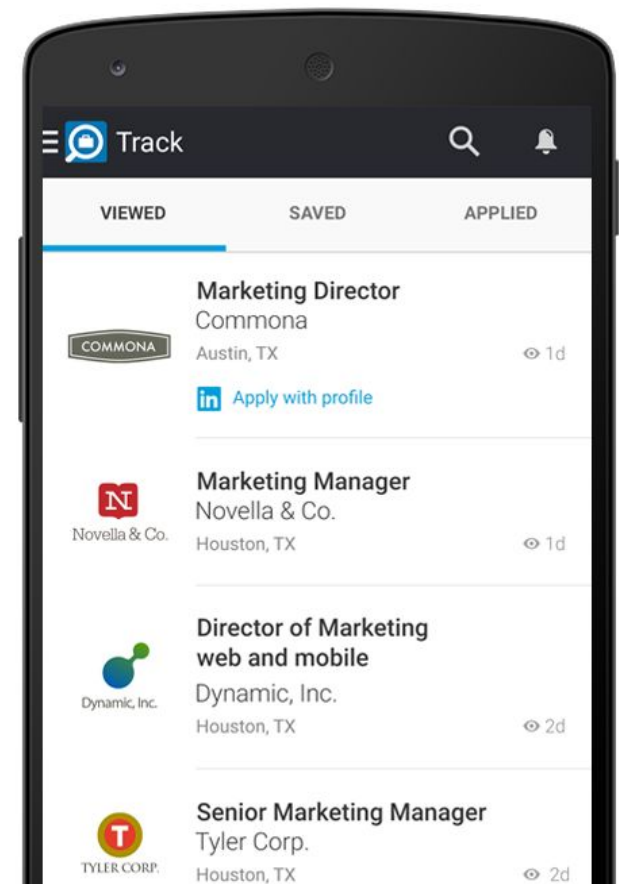 Track
VIEWED SAVED APPLIED
Marketing Director
Commona
COMMONA
Austin, TX 1d
in Apply with profile
Marketing Manager
N
Novella & Co.
Novella & Co.
Houston, TX 1d
Director of Marketing
web and mobile
Dynamic, Inc.
Dynamic, Inc.
Houston, TX 2d
Senior Marketing Manager
T
Tyler Corp.
TYLER CORP.
Houston, TX 2d